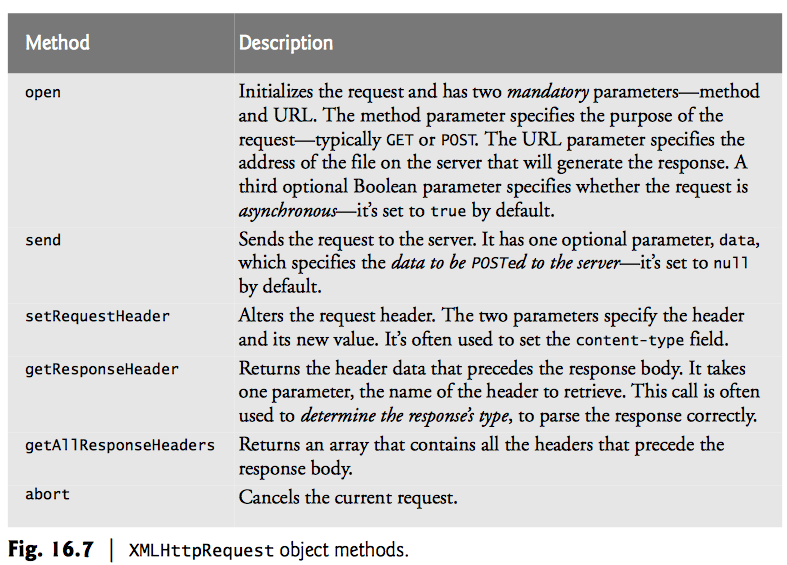 Method Description
open Initializes the request and has two mandatory parameters—method
and URL. The method parameter specifies the purpose of the
request—typically GET or POST. The URL parameter specifies the
address of the file on the server that will generate the response. A
third optional Boolean parameter specifies whether the request is
asynchronous—it's set to true by default.
send Sends the request to the server. It has one optional parameter, data,
which specifies the data to be POSTed to the server—it's set to null
by default.
setRequestHeader Alters the request header. The two parameters specify the header
and its new value. It's often used to set the content-type field.
getResponseHeader Returns the header data that precedes the response body. It takes
one parameter, the name of the header to retrieve. This call is often
used to determine the response's type, to parse the response correctly.
getAllResponseHeaders Returns an array that contains all the headers that precede the
response body.
abort Cancels the current request.
Fig. 16.7 | XMLHttpRequest object methods.